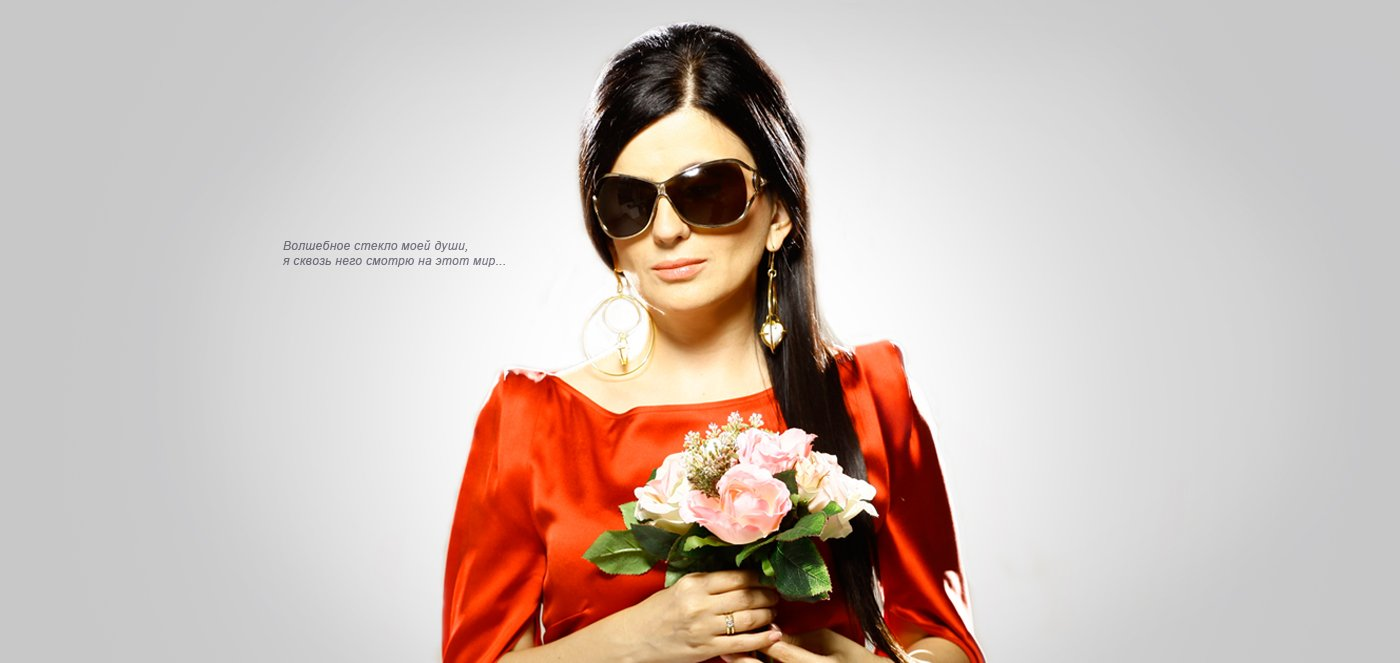 Волшебное стекло моей души,
я сквозь него смотрю на этот мир...